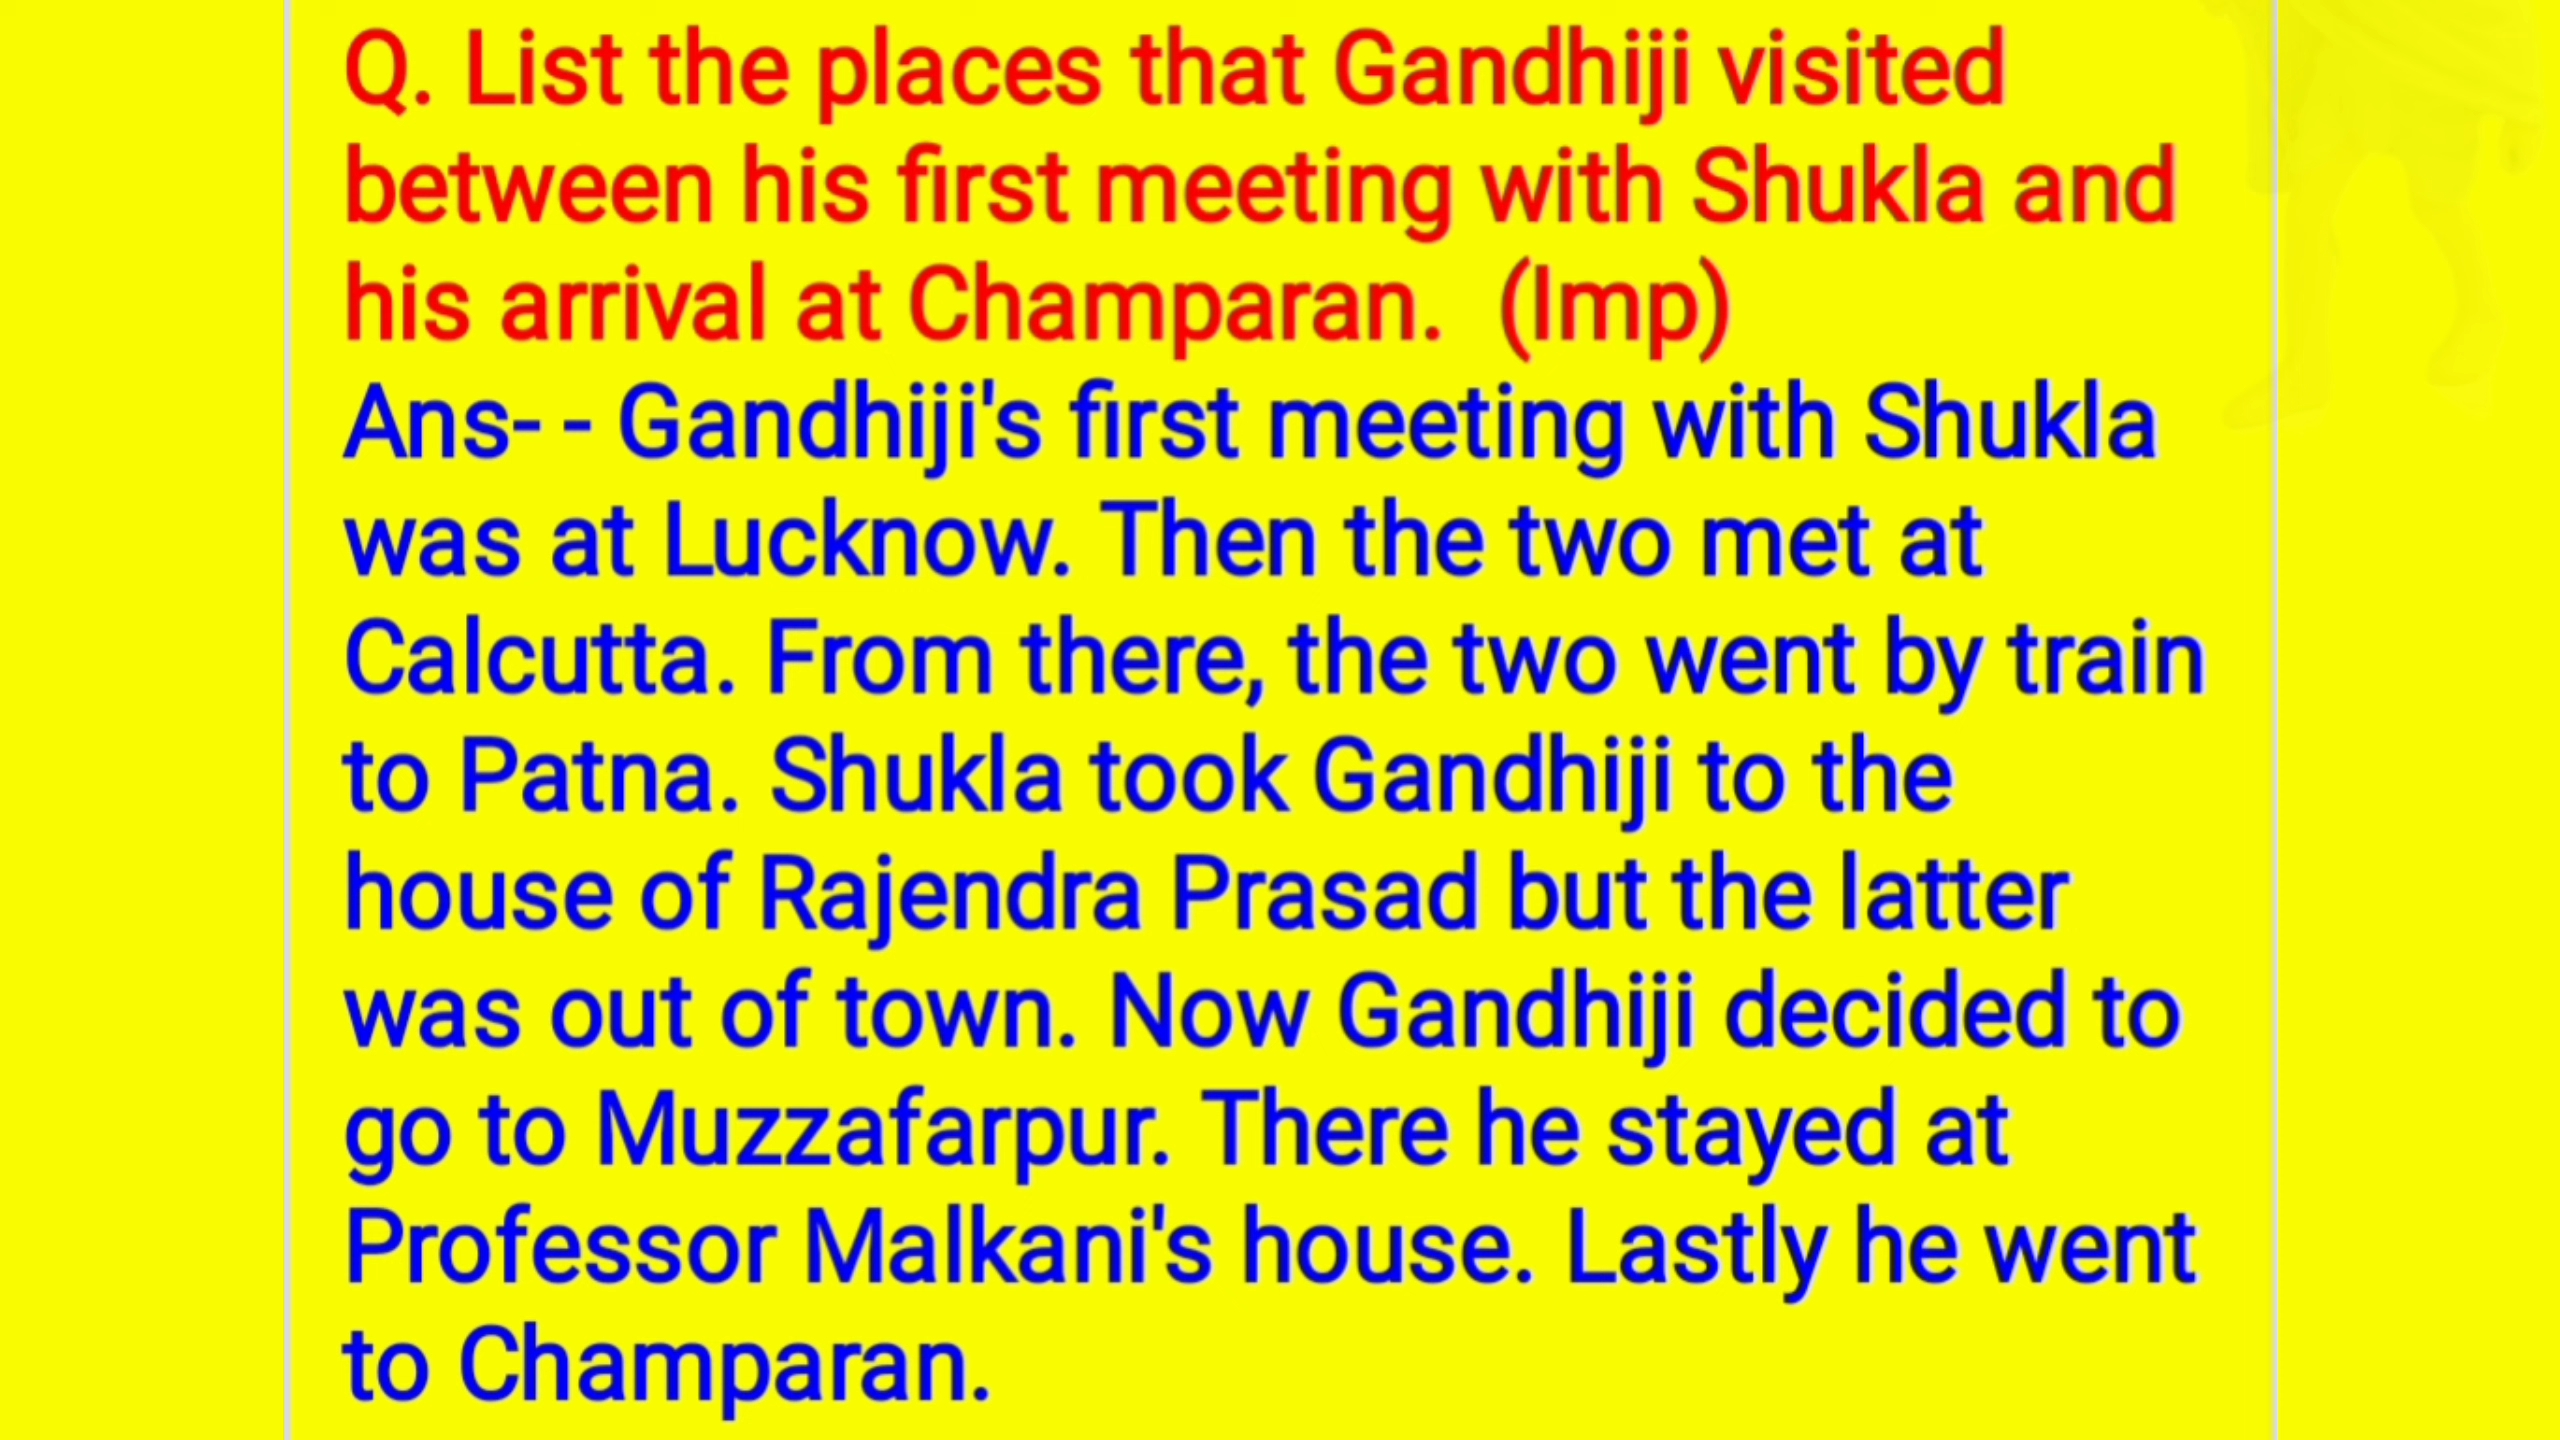 Q. List the places that Gandhiji visited
between his first meeting with Shukla and
his arrival at Champaran.  (Imp)
Ans- - Gandhiji's first meeting with Shukla
was at Lucknow. Then the two met at
Calcutta. From there, the two went by train
to Patna. Shukla took Gandhiji to the
house of Rajendra Prasad but the latter
was out of town. Now Gandhiji decided to
go to Muzzafarpur. There he stayed at
Professor Malkani's house. Lastly he went
to Champaran.